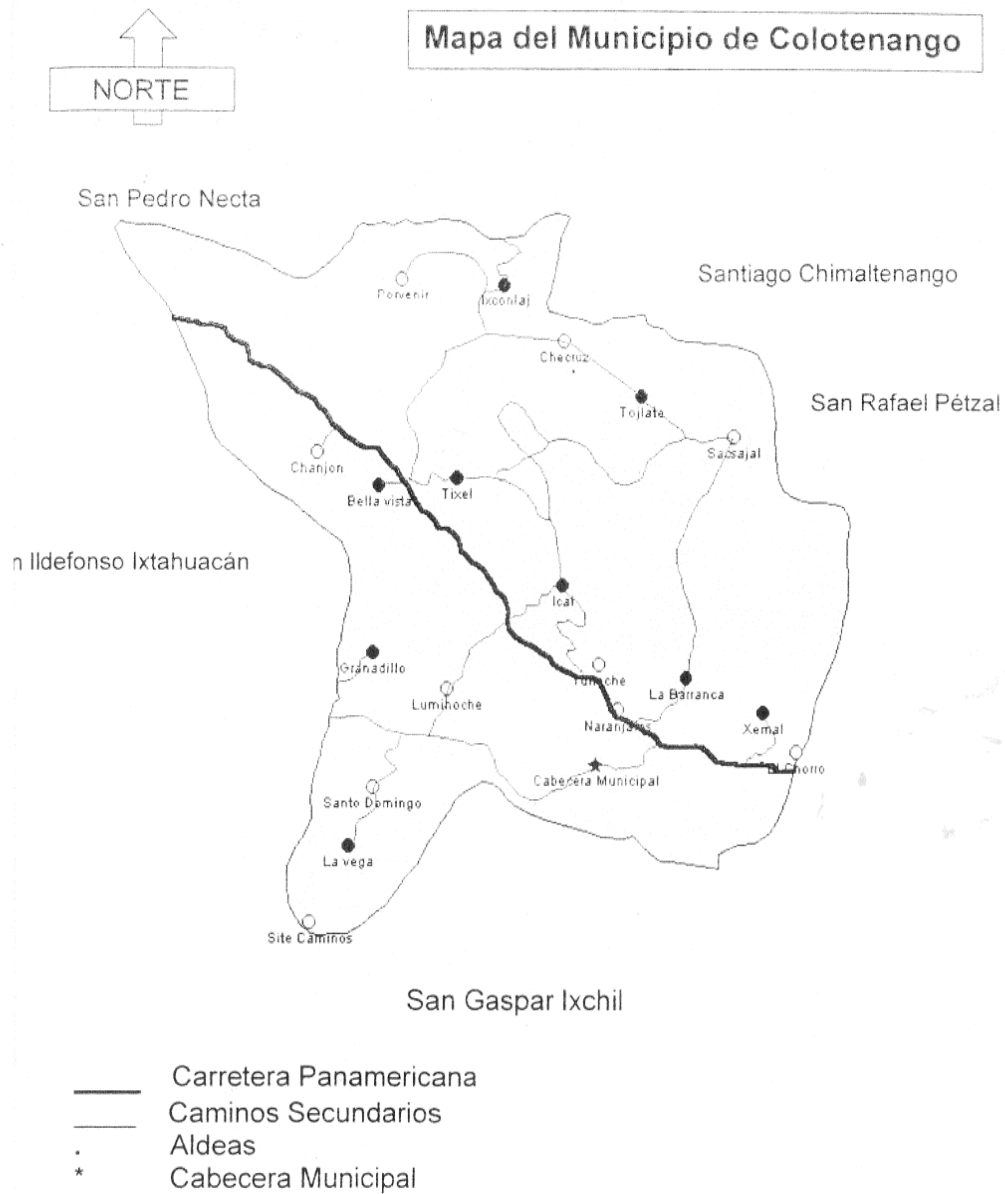 Mapa del Municipio de Colotenango
NORTE
San Pedro Necta
Santiago Chimaltenango
Porvenir
Ixconlaj
Checruz
San Rafael Pétzal
Tojlate
Sacsajal
Chanjon
Bella vista
Tixel
n Ildefonso Ixtahuacán
Ical
Granadillo
La Barranca
Luminoche
Naranjales
Xemal
El Chorro
Cabecera Municipal
Santo Domingo
La vega
Site Caminos
San Gaspar Ixchil
Carretera Panamericana
Caminos Secundarios
. Aldeas
* Cabecera Municipal